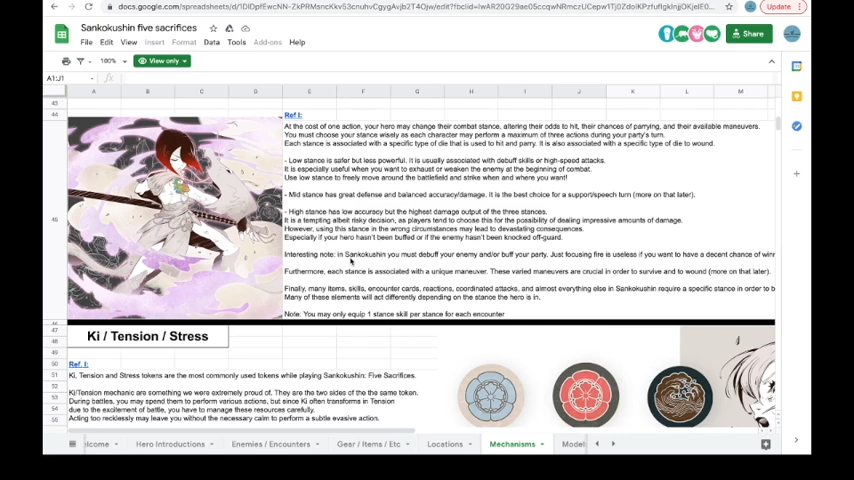 Sankokushin five sacrifices
File Edit View Insert Format Data Tools Add-ons Help
Share
Update
100%
View only
A1:J1
A B C D E F G H I J K L M
43
44
Ref I:
At the cost of one action, your hero may change their combat stance, altering their odds to hit, their chances of parrying, and their available maneuvers.
You must choose your stance wisely as each character may perform a maximum of three actions during your party's turn.
Each stance is associated with a specific type of die that is used to hit and parry. It is also associated with a specific type of die to wound.
- Low stance is safer but less powerful. It is usually associated with debuff skills or high-speed attacks.
It is especially useful when you want to exhaust or weaken the enemy at the beginning of combat.
Use low stance to freely move around the battlefield and strike when and where you want!
- Mid stance has great defense and balanced accuracy/damage. It is the best choice for a support/speech turn (more on that later).
- High stance has low accuracy but the highest damage output of the three stances.
It is a tempting albeit risky decision, as players tend to choose this for the possibility of dealing impressive amounts of damage.
However, using this stance in the wrong circumstances may lead to devastating consequences.
Especially if your hero hasn't been buffed or if the enemy hasn't been knocked off-guard.
45
Interesting note: in Sankokushin you must debuff your enemy and/or buff your party. Just focusing fire is useless if you want to have a decent chance of
Furthermore, each stance is associated with a unique maneuver. These varied maneuvers are crucial in order to survive and to wound (more on that later).
Finally, many items, skills, encounter cards, reactions, coordinated attacks, and almost everything else in Sankokushin require a specific stance in order to b
Many of these elements will act differently depending on the stance the hero is in.
Note: You may only equip 1 stance skill per stance for each encounter
47
Ki / Tension / Stress
48
49
50
Ref. I:
51
Ki, Tension and Stress tokens are the most commonly used tokens while playing Sankokushin: Five Sacrifices.
52
53
Ki/Tension mechanic are something we were extremely proud of. They are the two sides of the the same token.
During battles, you may spend them to perform various actions, but since Ki often transforms in Tension
54
due to the excitement of battle, you have to manage these resources carefully.
55
Acting too recklessly may leave you without the necessary calm to perform a subtle evasive action.
elcome Hero Introductions Enemies / Encounters Gear / Items / Etc Locations Mechanisms Model